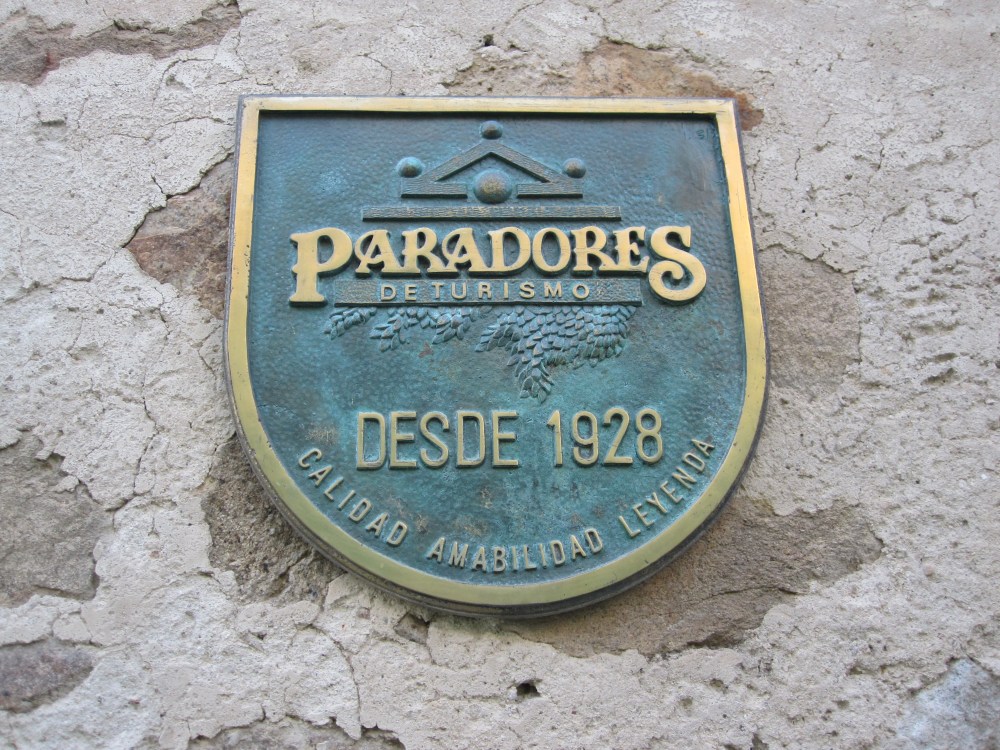 PARADORES
DE TURISMO
DESDE 1928
CALIDAD AMABILIDAD LEYENDA